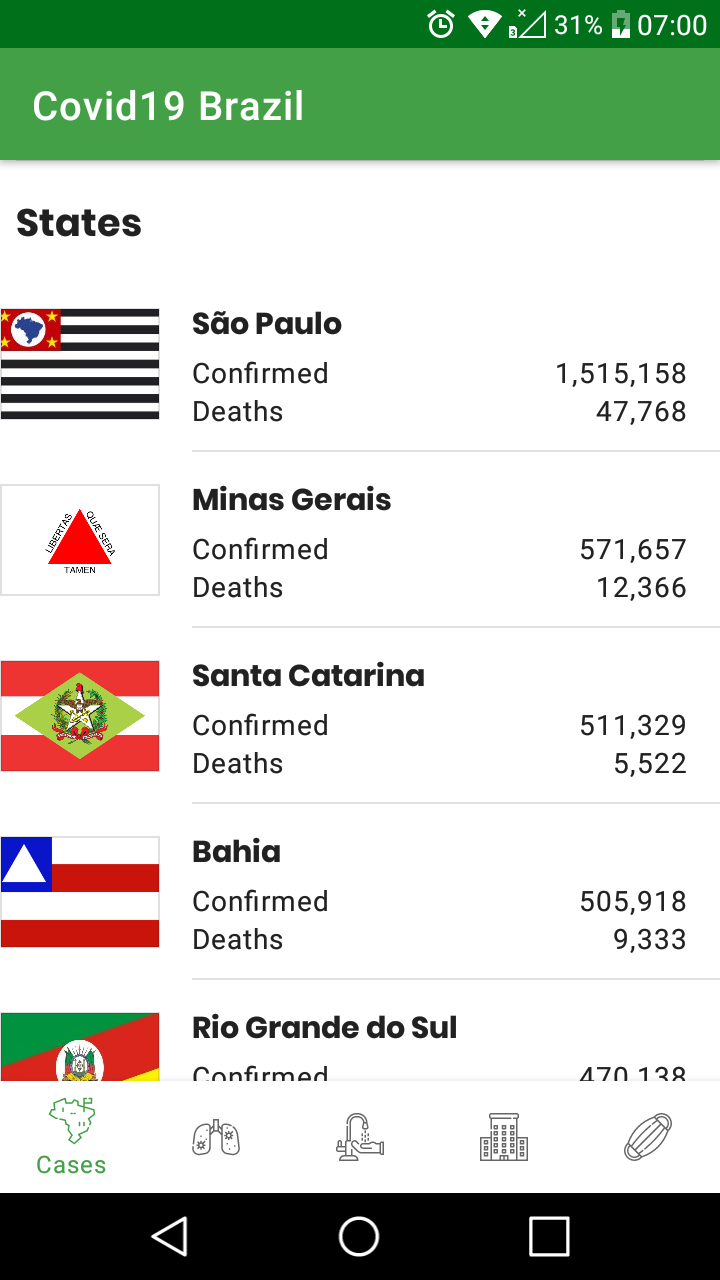 31% 07:00
Covid19 Brazil
States
São Paulo
Confirmed 1,515,158
Deaths 47,768
Minas Gerais
LIBERTAS QUÆ SERA
TAMEN
Confirmed 571,657
Deaths 12,366
Santa Catarina
Confirmed 511,329
Deaths 5,522
Bahia
Confirmed 505,918
Deaths 9,333
Rio Grande do Sul
Confirmed 470,138
Cases